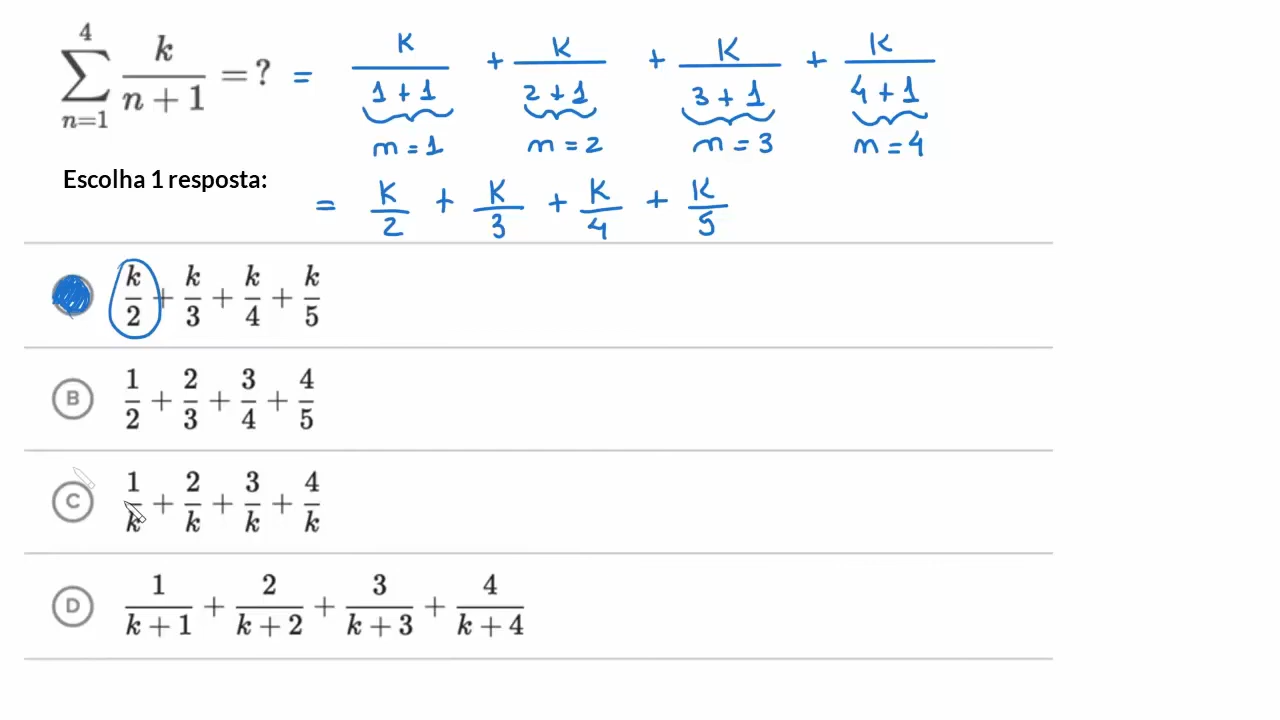 4
∑ k/(n+1) = ? = K/(1+1) + K/(2+1) + K/(3+1) + K/(4+1)
n=1
n=1 n=2 n=3 n=4
Escolha 1 resposta:
= K/2 + K/3 + K/4 + K/5
k/2 + k/3 + k/4 + k/5
B 1/2 + 2/3 + 3/4 + 4/5
C 1/k + 2/k + 3/k + 4/k
D 1/(k+1) + 2/(k+2) + 3/(k+3) + 4/(k+4)